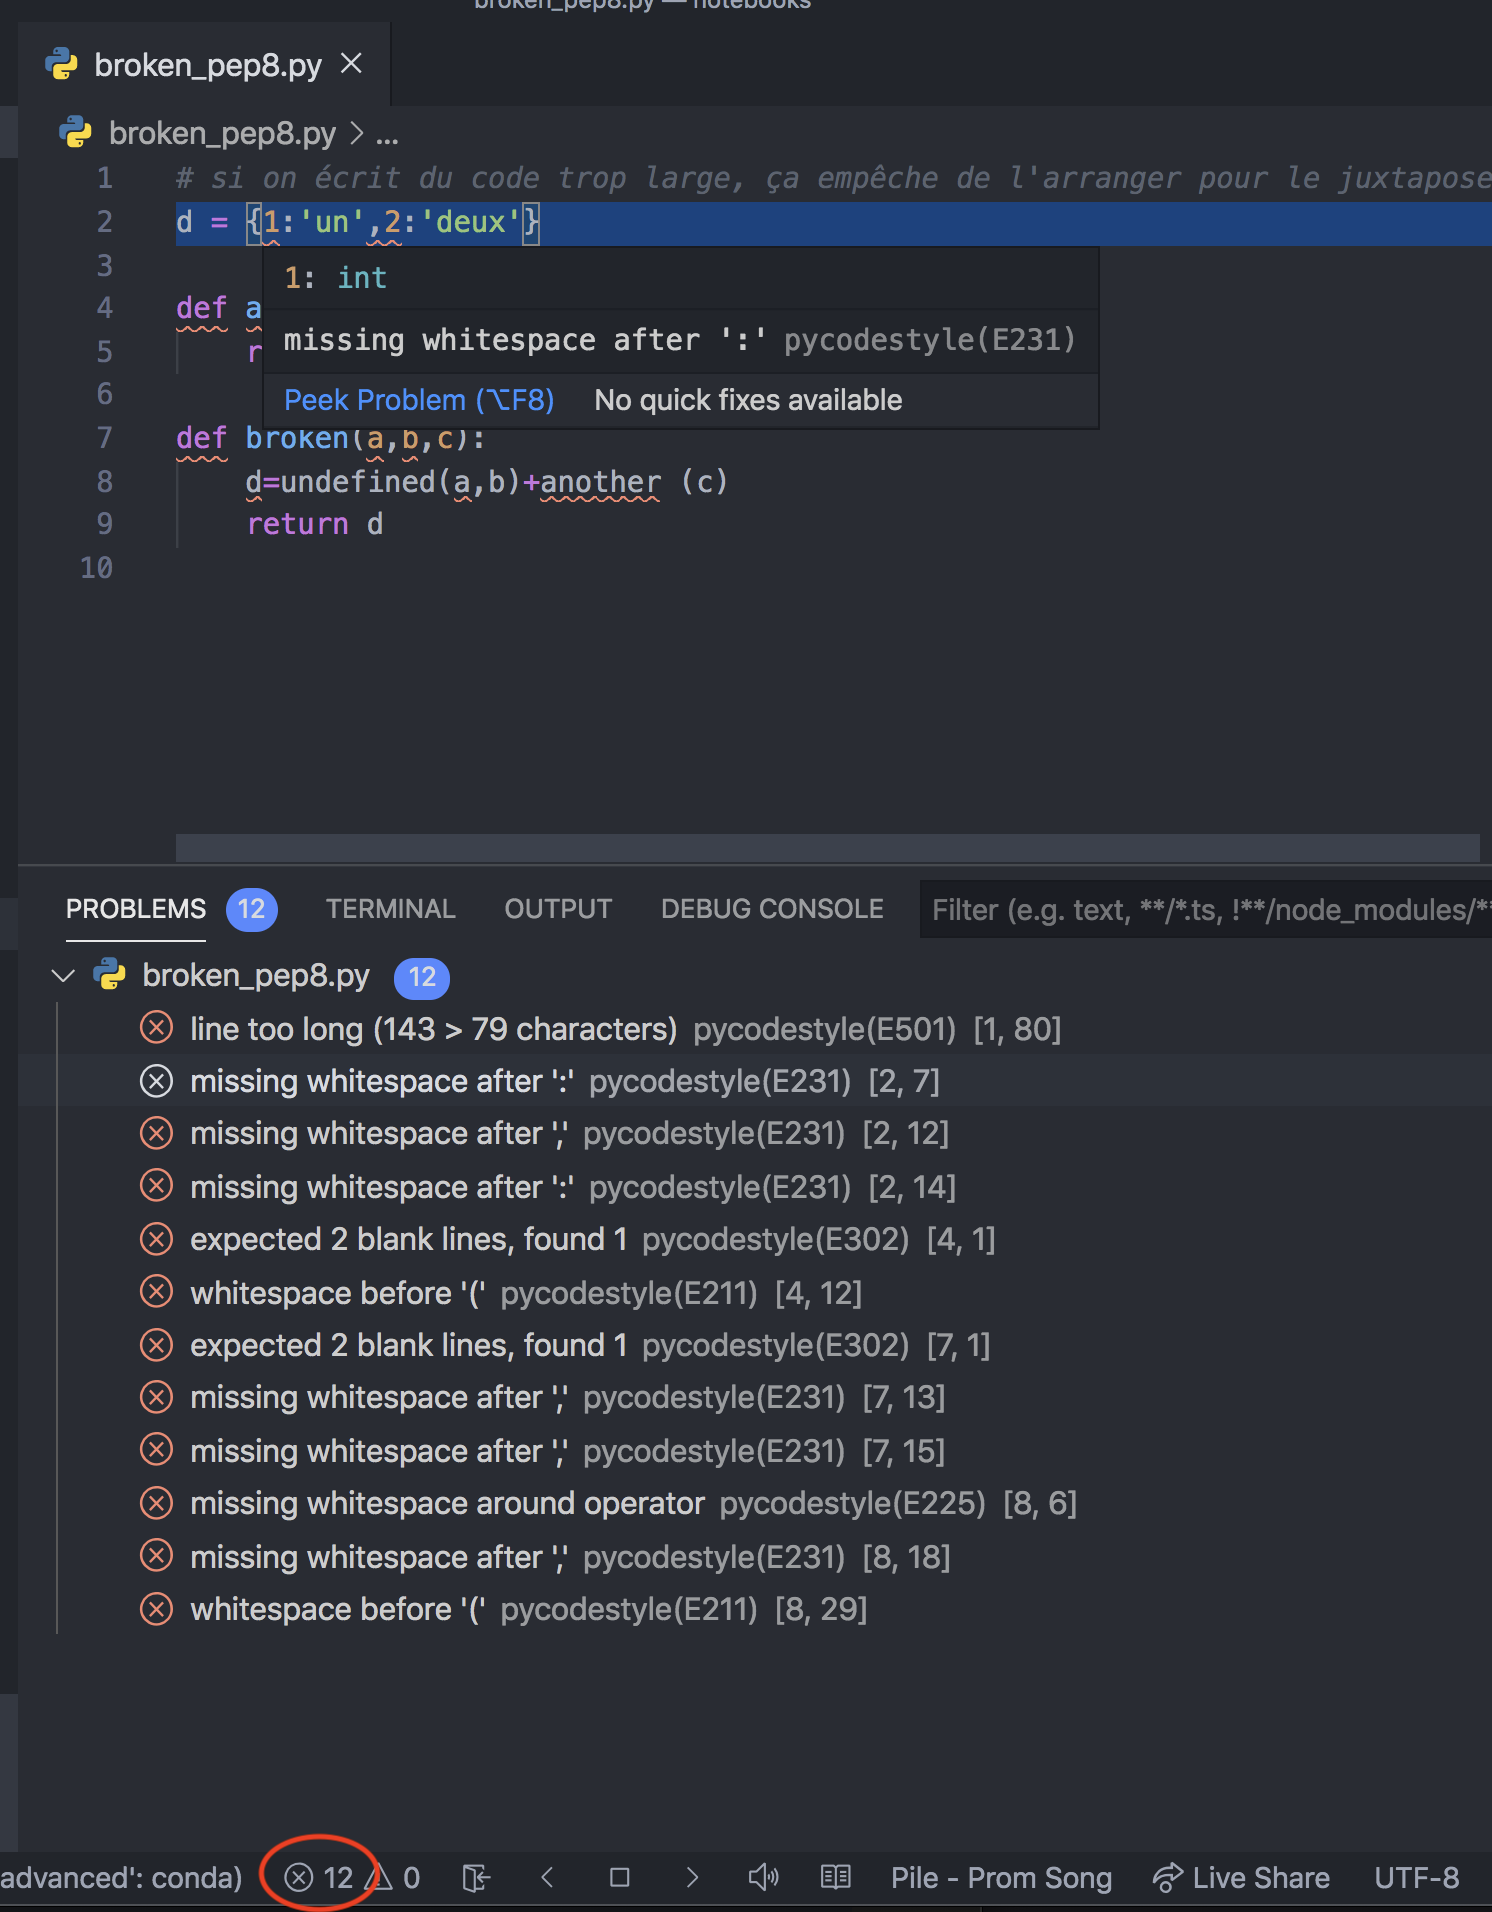 broken_pep8.py — notebooks
broken_pep8.py
broken_pep8.py > ...
1 # si on écrit du code trop large, ça empêche de l'arranger pour le juxtapose
2 d = {1:'un',2:'deux'}
3
1: int
4 def a
missing whitespace after ':' pycodestyle(E231)
5 r
6
Peek Problem (⌥F8) No quick fixes available
7 def broken(a,b,c):
8 d=undefined(a,b)+another (c)
9 return d
10
PROBLEMS 12 TERMINAL OUTPUT DEBUG CONSOLE Filter (e.g. text, **/*.ts, !**/node_modules/**
broken_pep8.py 12
line too long (143 > 79 characters) pycodestyle(E501) [1, 80]
missing whitespace after ':' pycodestyle(E231) [2, 7]
missing whitespace after ',' pycodestyle(E231) [2, 12]
missing whitespace after ':' pycodestyle(E231) [2, 14]
expected 2 blank lines, found 1 pycodestyle(E302) [4, 1]
whitespace before '(' pycodestyle(E211) [4, 12]
expected 2 blank lines, found 1 pycodestyle(E302) [7, 1]
missing whitespace after ',' pycodestyle(E231) [7, 13]
missing whitespace after ',' pycodestyle(E231) [7, 15]
missing whitespace around operator pycodestyle(E225) [8, 6]
missing whitespace after ',' pycodestyle(E231) [8, 18]
whitespace before '(' pycodestyle(E211) [8, 29]
advanced': conda) 12 0 Pile - Prom Song Live Share UTF-8